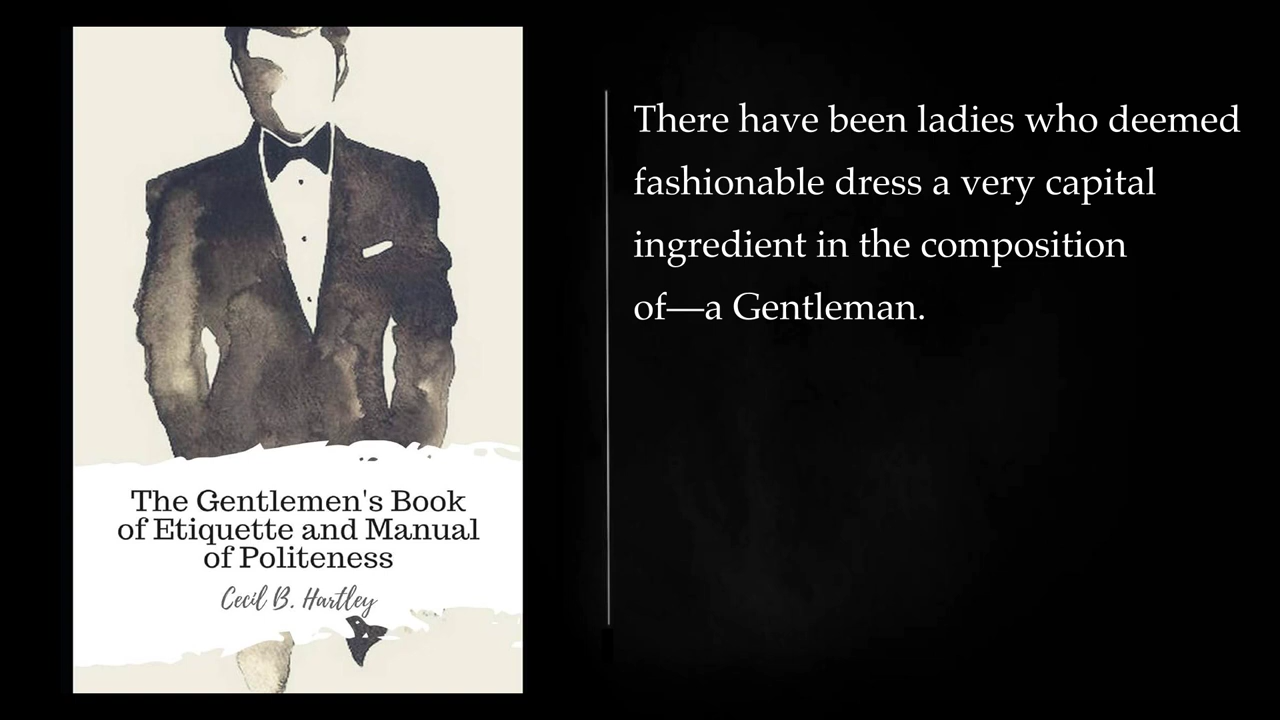 The Gentlemen's Book
of Etiquette and Manual
of Politeness
Cecil B. Hartley
There have been ladies who deemed
fashionable dress a very capital
ingredient in the composition
of—a Gentleman.